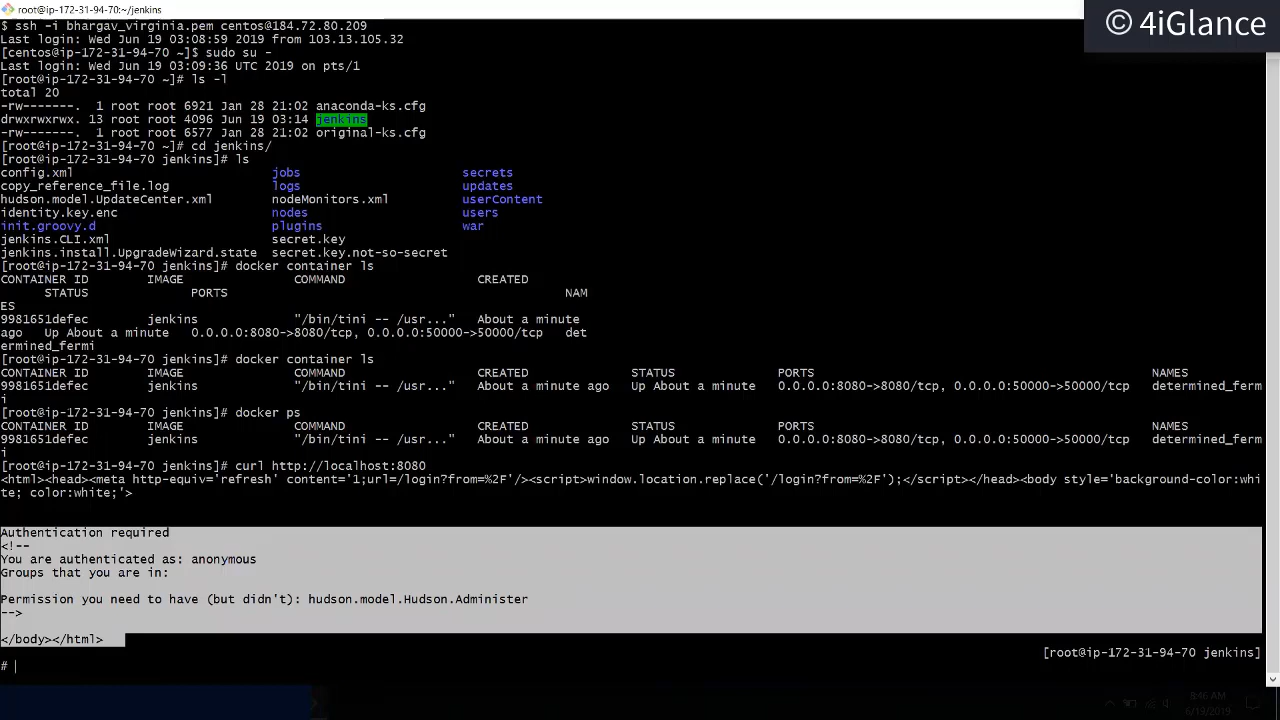 root@ip-172-31-94-70:~/jenkins
© 4iGlance
$ ssh -i bhargav_virginia.pem centos@184.72.80.209
Last login: Wed Jun 19 03:08:59 2019 from 103.13.105.32
[centos@ip-172-31-94-70 ~]$ sudo su -
Last login: Wed Jun 19 03:09:36 UTC 2019 on pts/1
[root@ip-172-31-94-70 ~]# ls -l
total 20
-rw-------. 1 root root 6921 Jan 28 21:02 anaconda-ks.cfg
drwxrwxrwx. 13 root root 4096 Jun 19 03:14 jenkins
-rw-------. 1 root root 6577 Jan 28 21:02 original-ks.cfg
[root@ip-172-31-94-70 ~]# cd jenkins/
[root@ip-172-31-94-70 jenkins]# ls
config.xml jobs secrets
copy_reference_file.log logs updates
hudson.model.UpdateCenter.xml nodeMonitors.xml userContent
identity.key.enc nodes users
init.groovy.d plugins war
jenkins.CLI.xml secret.key
jenkins.install.UpgradeWizard.state secret.key.not-so-secret
[root@ip-172-31-94-70 jenkins]# docker container ls
CONTAINER ID IMAGE COMMAND CREATED
STATUS PORTS NAM
ES
9981651defec jenkins "/bin/tini -- /usr..." About a minute
ago Up About a minute 0.0.0.0:8080->8080/tcp, 0.0.0.0:50000->50000/tcp det
ermined_fermi
[root@ip-172-31-94-70 jenkins]# docker container ls
CONTAINER ID IMAGE COMMAND CREATED STATUS PORTS NAMES
9981651defec jenkins "/bin/tini -- /usr..." About a minute ago Up About a minute 0.0.0.0:8080->8080/tcp, 0.0.0.0:50000->50000/tcp determined_ferm
i
[root@ip-172-31-94-70 jenkins]# docker ps
CONTAINER ID IMAGE COMMAND CREATED STATUS PORTS NAMES
9981651defec jenkins "/bin/tini -- /usr..." About a minute ago Up About a minute 0.0.0.0:8080->8080/tcp, 0.0.0.0:50000->50000/tcp determined_ferm
i
[root@ip-172-31-94-70 jenkins]# curl http://localhost:8080
<html><head><meta http-equiv='refresh' content='1;url=/login?from=%2F'/><script>window.location.replace('/login?from=%2F');</script></head><body style='background-color:whi
te; color:white;'>
Authentication required
<!--
You are authenticated as: anonymous
Groups that you are in:
Permission you need to have (but didn't): hudson.model.Hudson.Administer
-->
</body></html>
[root@ip-172-31-94-70 jenkins]
#
8:46 AM
6/19/2019